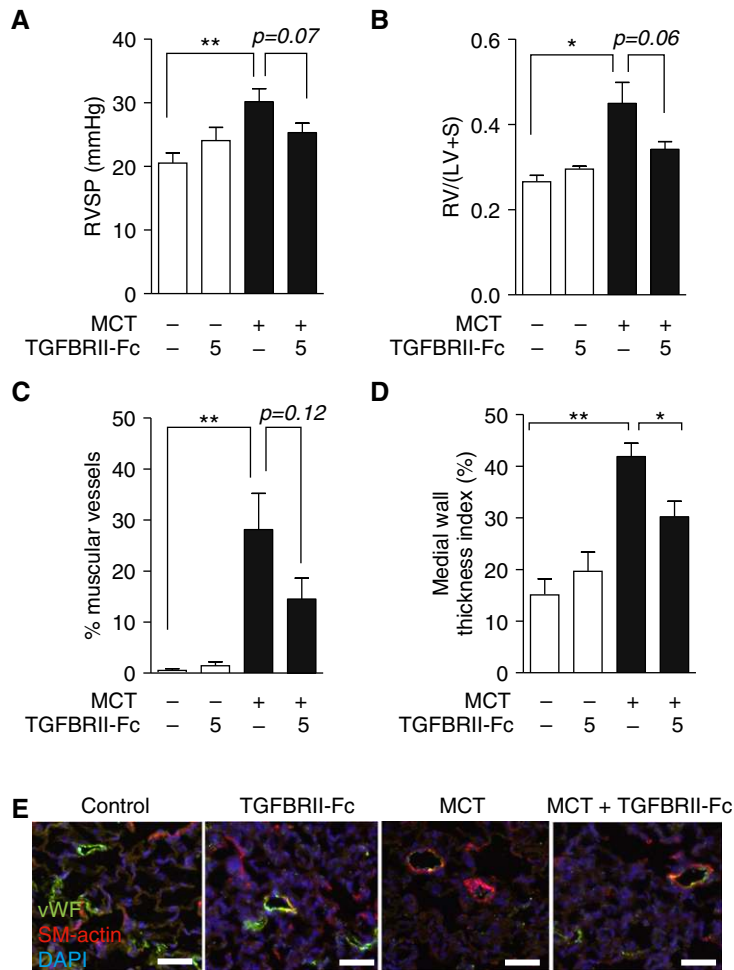 A
RVSP (mmHg)
40
30
20
10
0
**
p=0.07
MCT – – + +
TGFBRII-Fc – 5 – 5
B
RV/(LV+S)
0.6
0.4
0.2
0.0
*
p=0.06
MCT – – + +
TGFBRII-Fc – 5 – 5
C
% muscular vessels
50
40
30
20
10
0
**
p=0.12
MCT – – + +
TGFBRII-Fc – 5 – 5
D
Medial wall
thickness index (%)
50
40
30
20
10
0
**
*
MCT – – + +
TGFBRII-Fc – 5 – 5
E
Control
TGFBRII-Fc
MCT
MCT + TGFBRII-Fc
vWF
SM-actin
DAPI